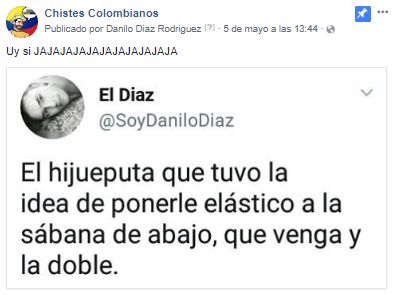 Chistes Colombianos
Publicado por Danilo Diaz Rodriguez [?] · 5 de mayo a las 13:44 ·
Uy si JAJAJAJAJAJAJAJAJAJAJA
El Diaz
@SoyDaniloDiaz
El hijueputa que tuvo la
idea de ponerle elástico a la
sábana de abajo, que venga y
la doble.